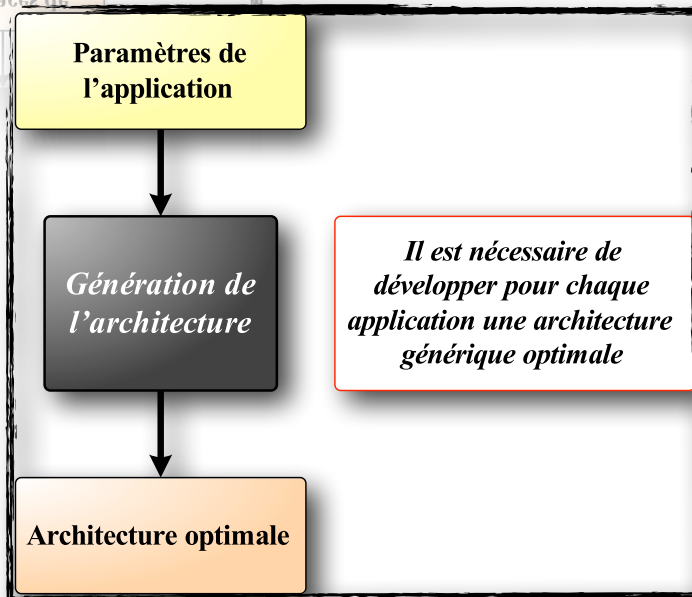 Paramètres de
l’application
Génération de
l’architecture
Il est nécessaire de
développer pour chaque
application une architecture
générique optimale
Architecture optimale